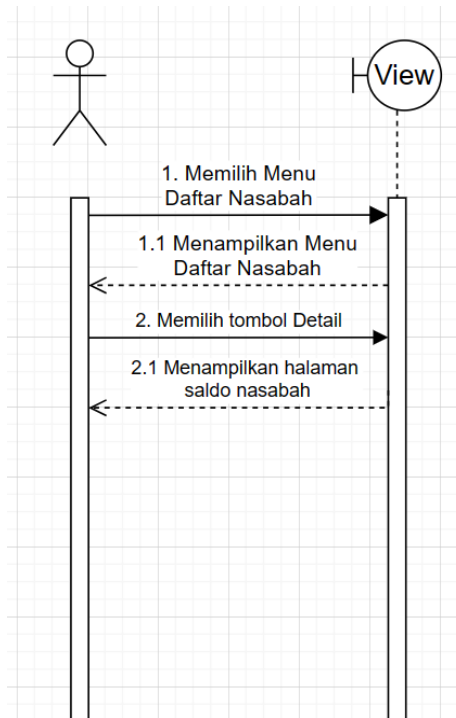 View
1. Memilih Menu
Daftar Nasabah
1.1 Menampilkan Menu
Daftar Nasabah
2. Memilih tombol Detail
2.1 Menampilkan halaman
saldo nasabah